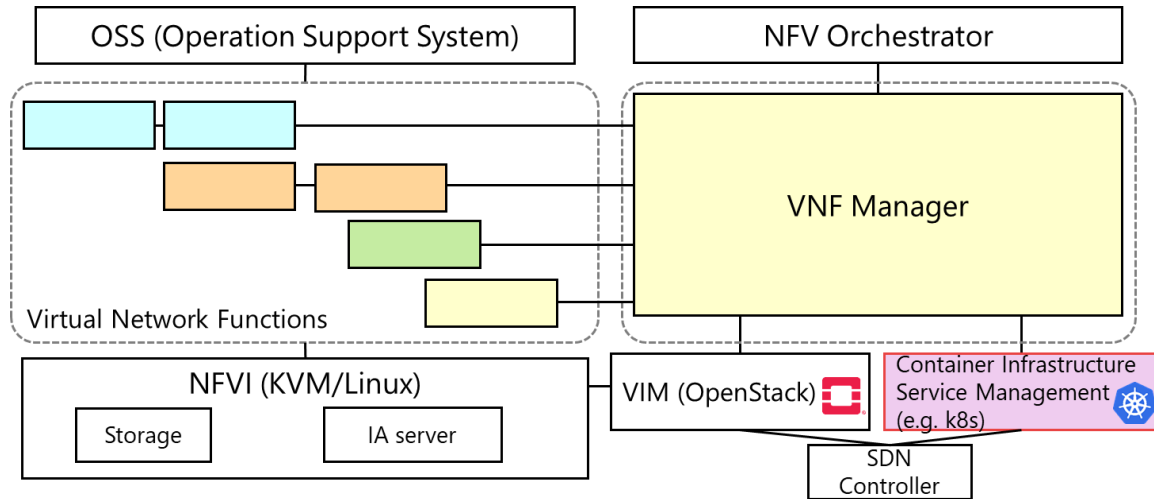 OSS (Operation Support System)
NFV Orchestrator
VNF Manager
Virtual Network Functions
NFVI (KVM/Linux)
Storage
IA server
VIM (OpenStack)
Container Infrastructure
Service Management
(e.g. k8s)
SDN
Controller